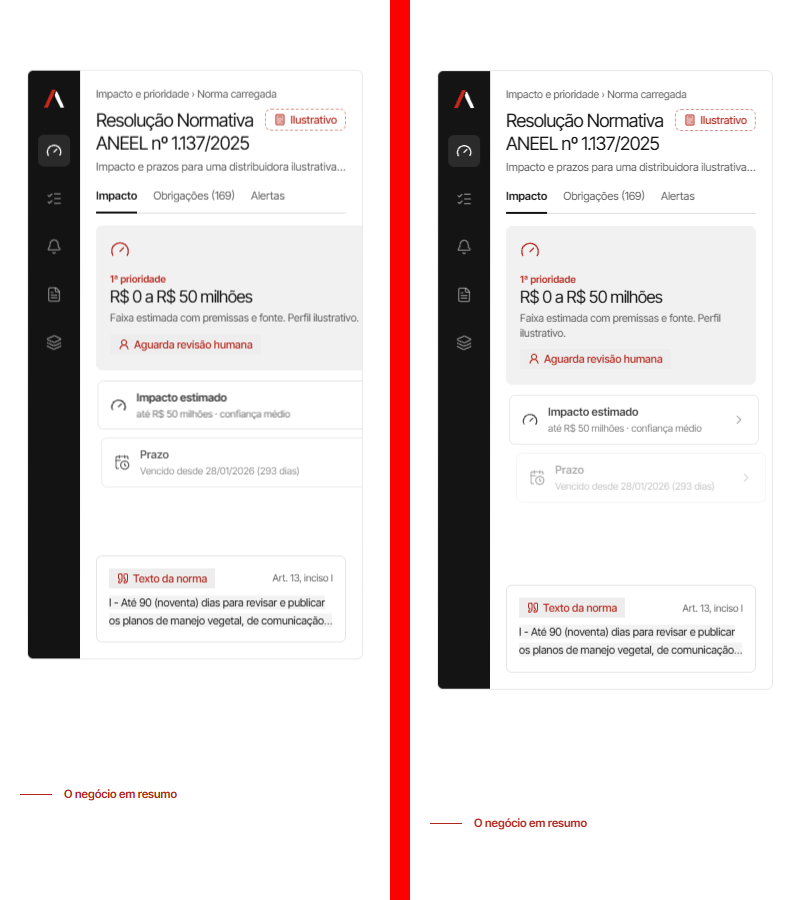 Impacto e prioridade › Norma carregada
Resolução Normativa
ANEEL nº 1.137/2025
Ilustrativo
Impacto e prazos para uma distribuidora ilustrativa...
Impacto
Obrigações (169)
Alertas
1ª prioridade
R$ 0 a R$ 50 milhões
Faixa estimada com premissas e fonte. Perfil ilustrativo.
Aguarda revisão humana
Impacto estimado
até R$ 50 milhões · confiança médio
Prazo
Vencido desde 28/01/2026 (293 dias)
Texto da norma
Art. 13, inciso I
I - Até 90 (noventa) dias para revisar e publicar
os planos de manejo vegetal, de comunicação...
O negócio em resumo
Impacto e prioridade › Norma carregada
Resolução Normativa
ANEEL nº 1.137/2025
Ilustrativo
Impacto e prazos para uma distribuidora ilustrativa...
Impacto
Obrigações (169)
Alertas
1ª prioridade
R$ 0 a R$ 50 milhões
Faixa estimada com premissas e fonte. Perfil
ilustrativo.
Aguarda revisão humana
Impacto estimado
até R$ 50 milhões · confiança médio
Prazo
Vencido desde 28/01/2026 (293 dias)
Texto da norma
Art. 13, inciso I
I - Até 90 (noventa) dias para revisar e publicar
os planos de manejo vegetal, de comunicação...
O negócio em resumo